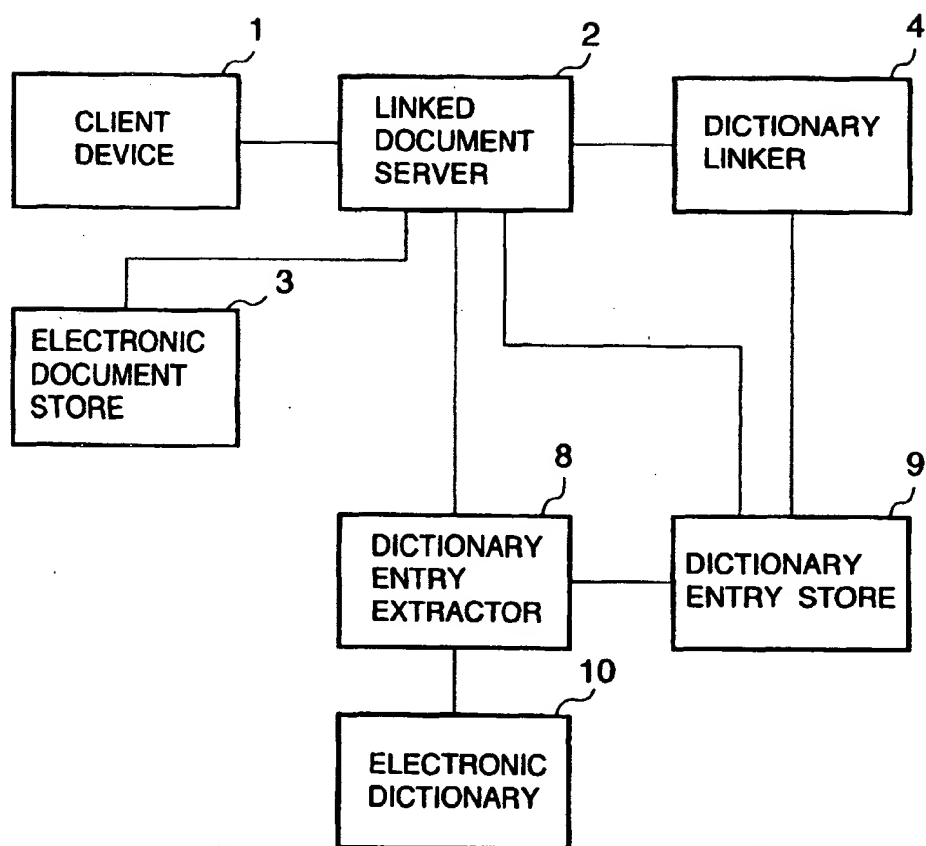 1
CLIENT
DEVICE
2
LINKED
DOCUMENT
SERVER
4
DICTIONARY
LINKER
3
ELECTRONIC
DOCUMENT
STORE
8
DICTIONARY
ENTRY
EXTRACTOR
9
DICTIONARY
ENTRY STORE
10
ELECTRONIC
DICTIONARY